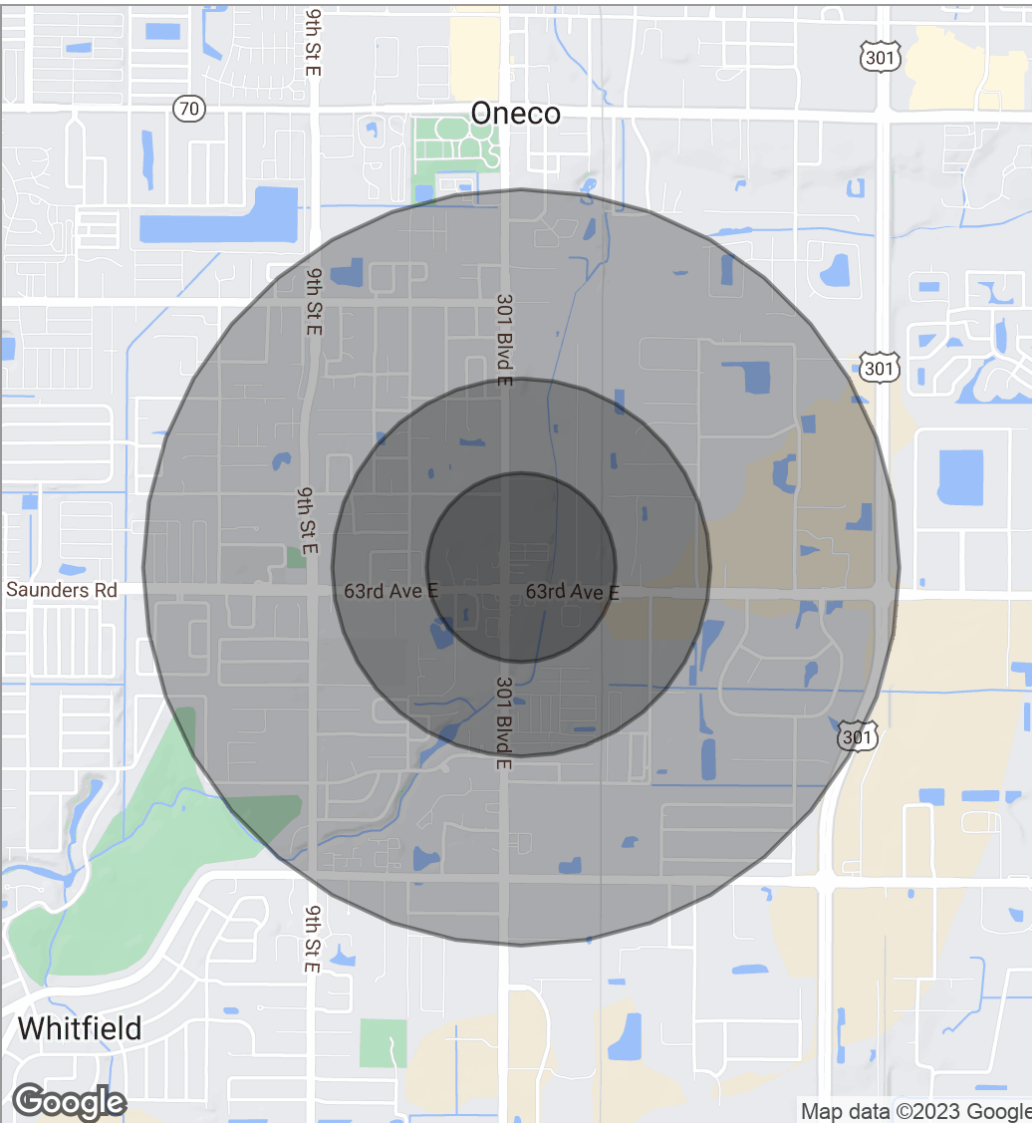 9th St E
301
70
Oneco
9th St E
301 Blvd E
301
9th St E
Saunders Rd
63rd Ave E
63rd Ave E
301 Blvd E
301
9th St E
Whitfield
Google
Map data ©2023 Google